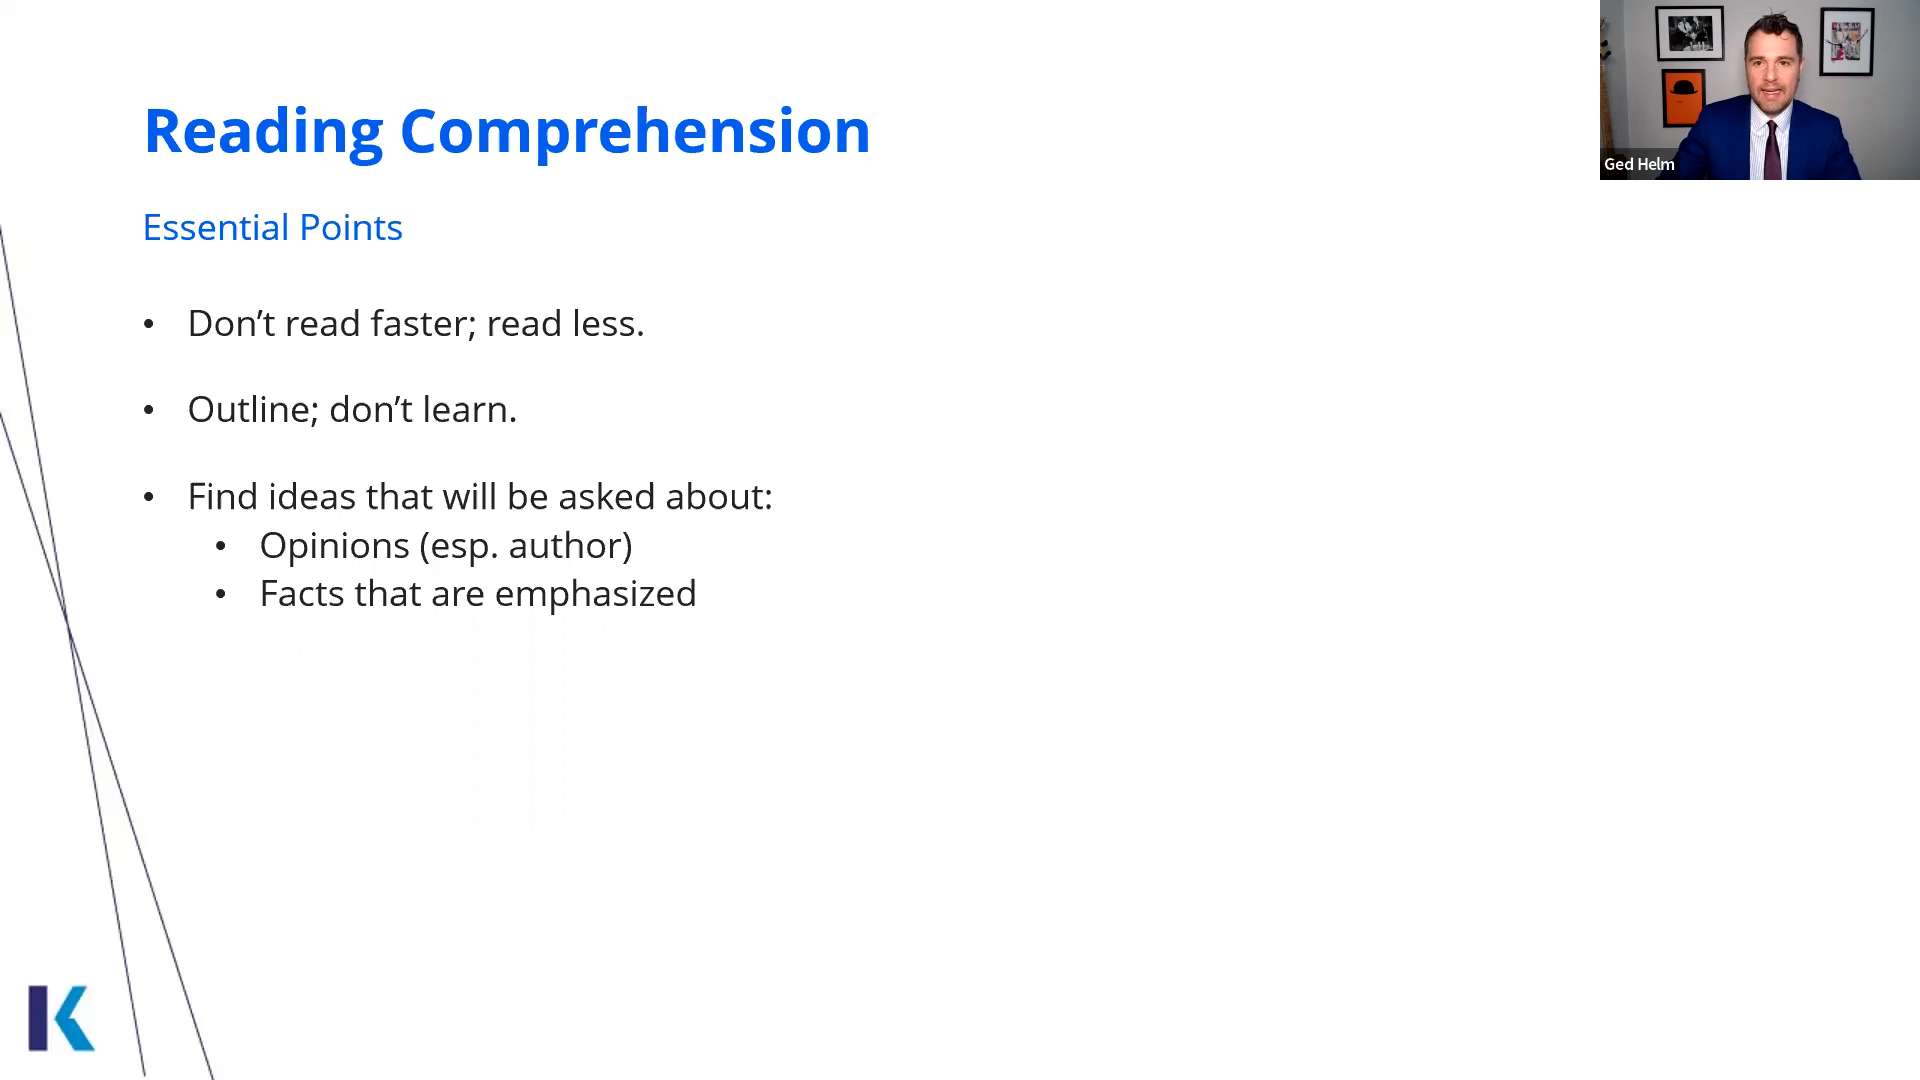 Reading Comprehension
Essential Points
• Don’t read faster; read less.
• Outline; don’t learn.
• Find ideas that will be asked about:
• Opinions (esp. author)
• Facts that are emphasized
Ged Helm
K